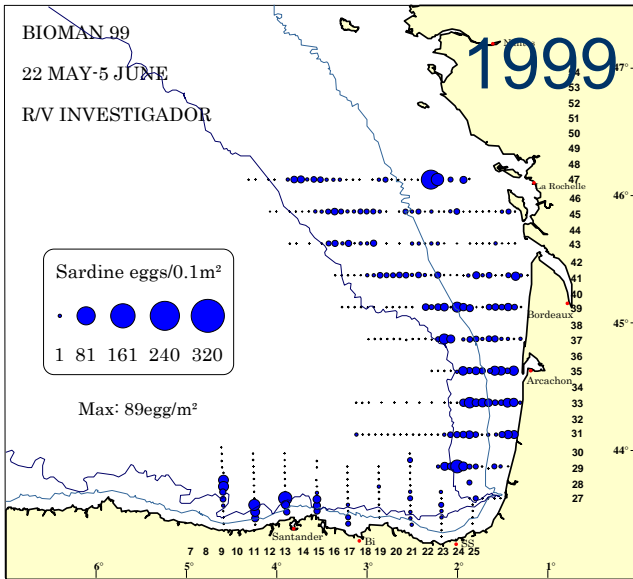 BIOMAN 99
22 MAY-5 JUNE
R/V INVESTIGADOR
1999
Nantes
47°
54
53
52
51
50
49
48
47
46
45
44
43
42
41
40
39
38
37
36
35
34
33
32
31
30
29
28
27
La Rochelle
46°
Sardine eggs/0.1m²
1 81 161 240 320
Max: 89egg/m²
Bordeaux
45°
Arcachon
44°
Santander
Bi
SS
7 8 9 10 11 12 13 14 15 16 17 18 19 20 21 22 23 24 25
6° 5° 4° 3° 2° 1°